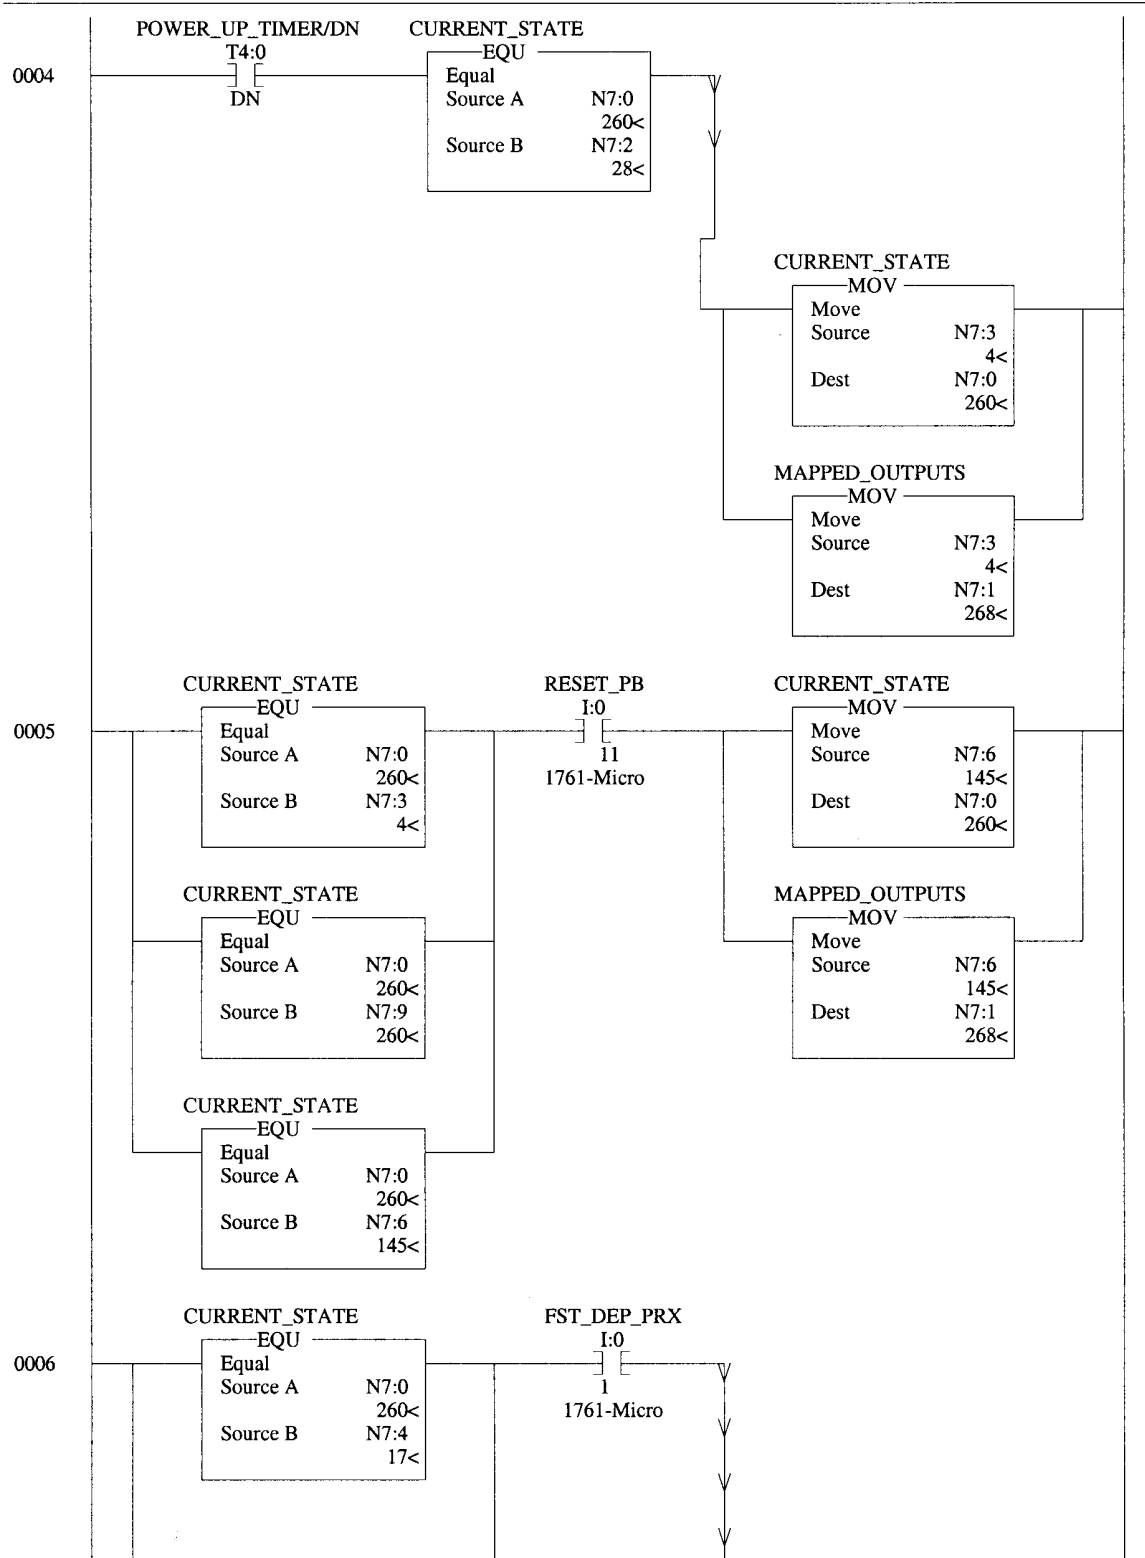 POWER_UP_TIMER/DN CURRENT_STATE
T4:0 EQU
0004 Equal
DN Source A N7:0
260<
Source B N7:2
28<
CURRENT_STATE
MOV
Move
Source N7:3
4<
Dest N7:0
260<
MAPPED_OUTPUTS
MOV
Move
Source N7:3
4<
Dest N7:1
268<
CURRENT_STATE RESET_PB CURRENT_STATE
EQU I:0 MOV
0005 Equal Move
Source A N7:0 11 Source N7:6
260< 1761-Micro 145<
Source B N7:3 Dest N7:0
4< 260<
CURRENT_STATE MAPPED_OUTPUTS
EQU MOV
Equal Move
Source A N7:0 Source N7:6
260< 145<
Source B N7:9 Dest N7:1
260< 268<
CURRENT_STATE
EQU
Equal
Source A N7:0
260<
Source B N7:6
145<
CURRENT_STATE FST_DEP_PRX
EQU I:0
0006 Equal
Source A N7:0 1
260< 1761-Micro
Source B N7:4
17<